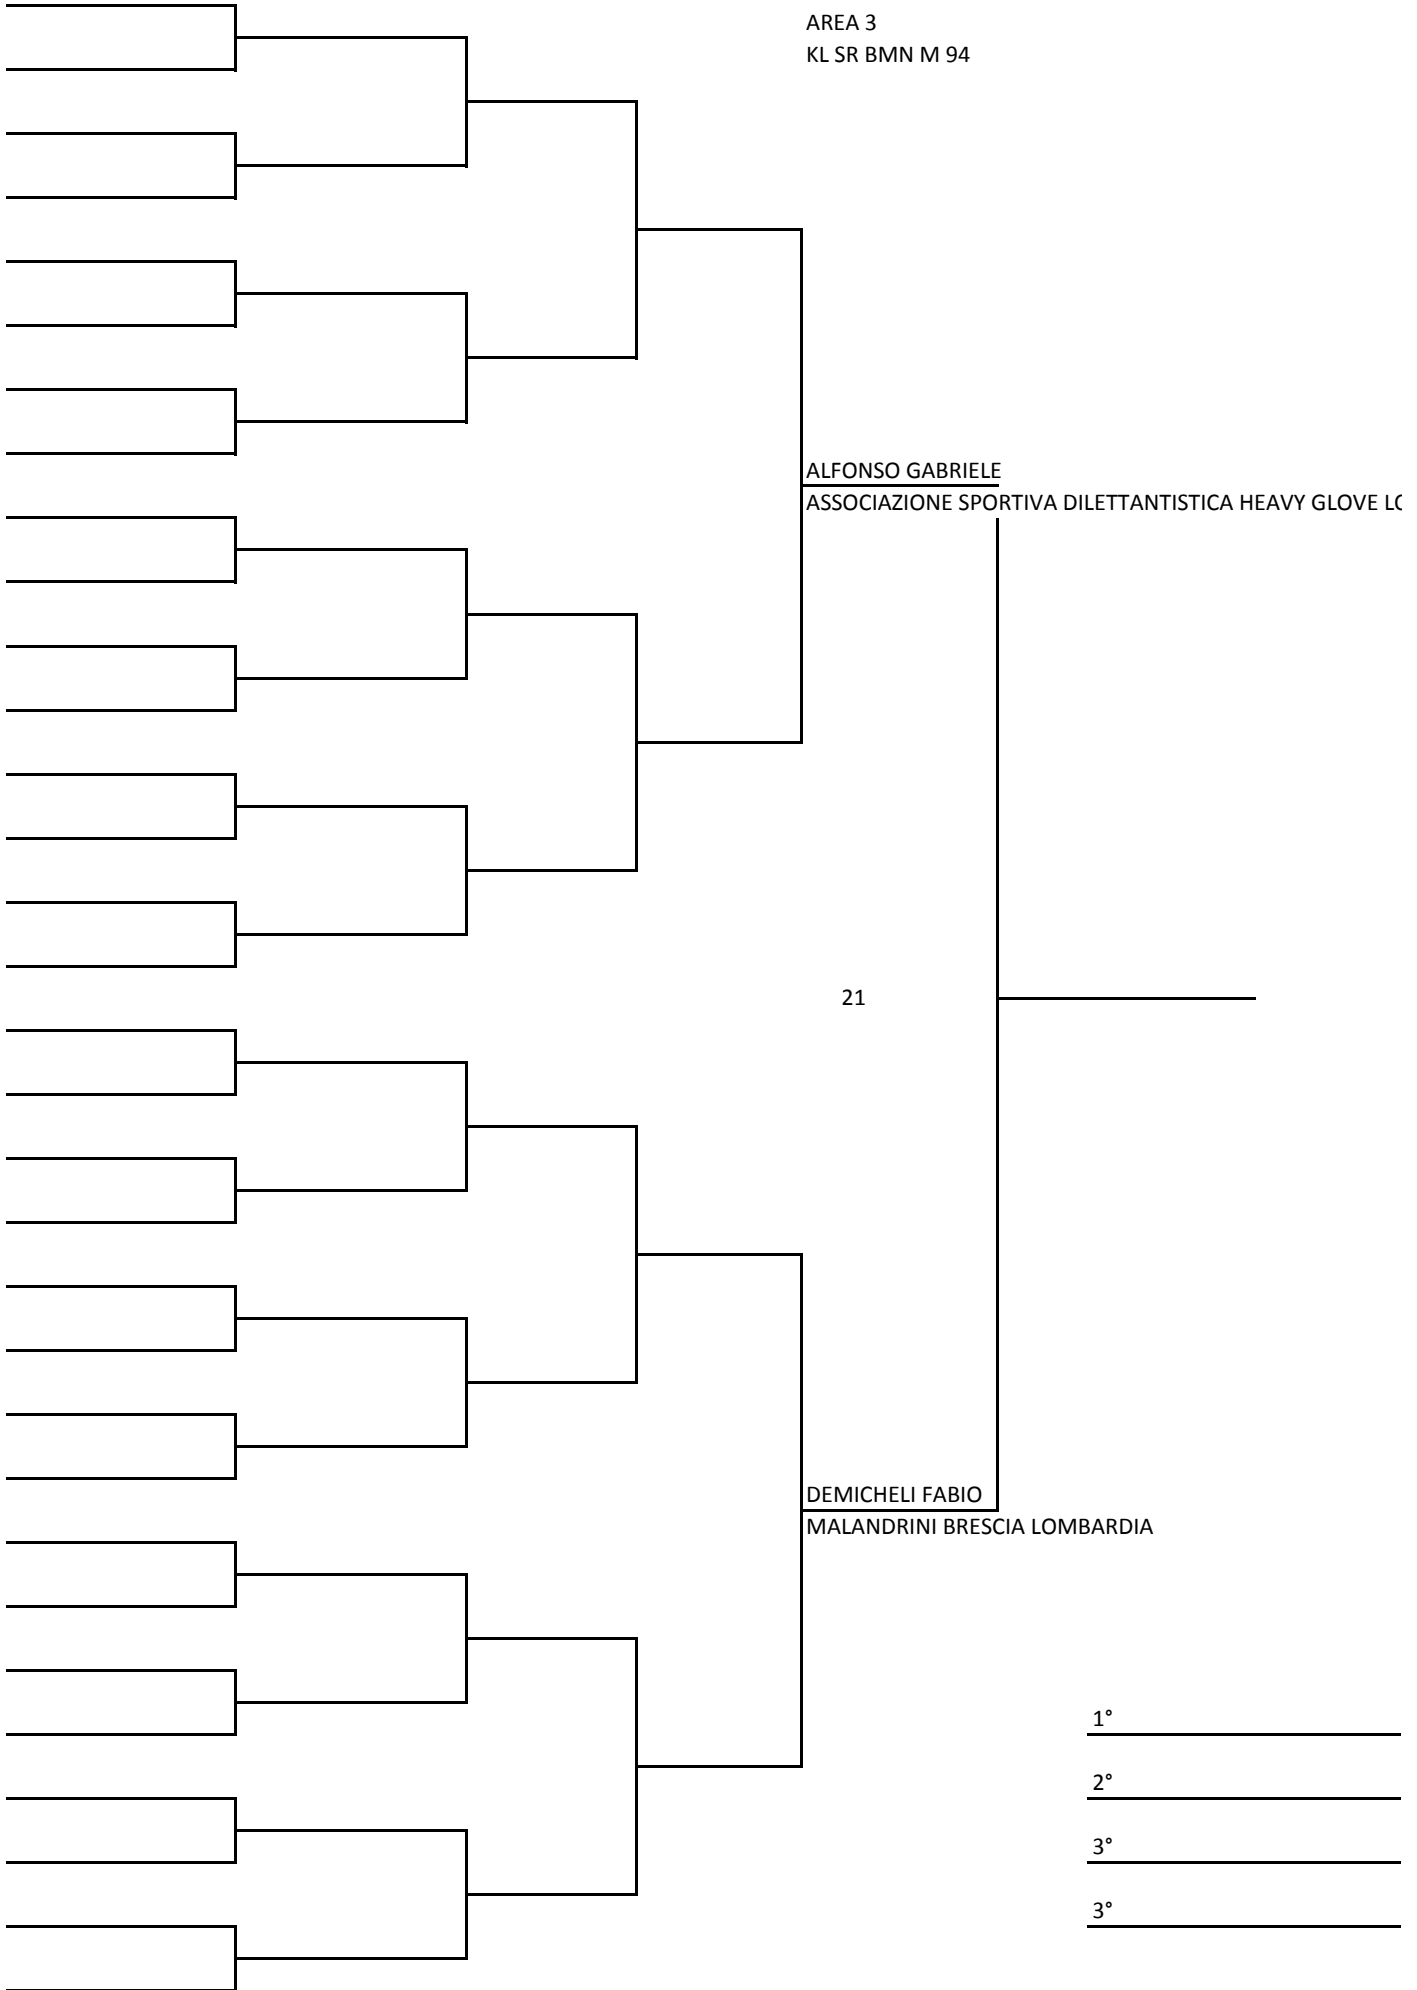 AREA 3
KL SR BMN M 94
ALFONSO GABRIELE
ASSOCIAZIONE SPORTIVA DILETTANTISTICA HEAVY GLOVE
21
DEMICHELI FABIO
MALANDRINI BRESCIA LOMBARDIA
1°
2°
3°
3°